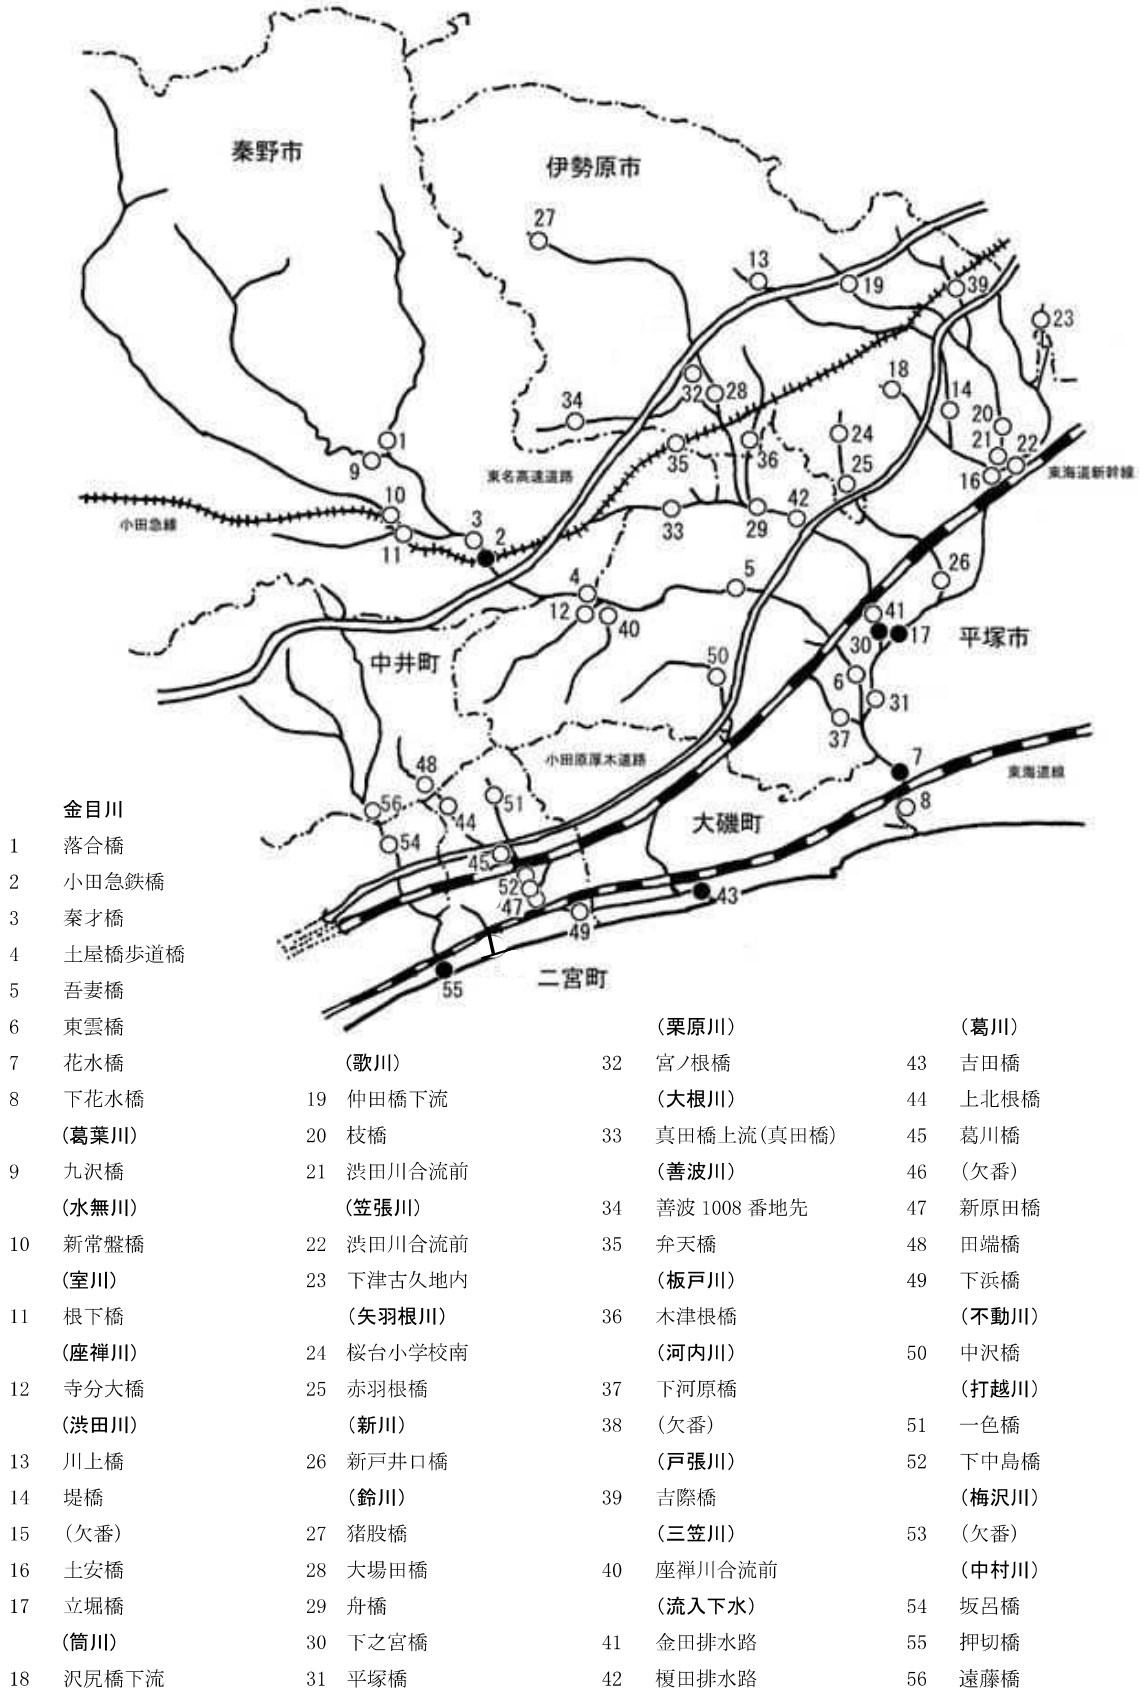 秦野市
伊勢原市
27
13
19
39
23
18
32
28
14
34
20
24
21
22
1
35
36
9
25
16
東名高速道路
東海道新幹線
10
小田急線
3
2
33
29
42
11
4
5
26
12
40
41
30
17
平塚市
中井町
50
6
31
37
小田原厚木道路
48
7
東海道線
51
8
56
44
大磯町
54
45
52
47
43
49
55
二宮町
金目川
1 落合橋
2 小田急鉄橋
3 秦才橋
4 土屋橋歩道橋
5 吾妻橋
6 東雲橋
7 花水橋
8 下花水橋
(葛葉川)
9 九沢橋
(水無川)
10 新常盤橋
(室川)
11 根下橋
(座禅川)
12 寺分大橋
(渋田川)
13 川上橋
14 堤橋
15 (欠番)
16 土安橋
17 立堀橋
(筒川)
18 沢尻橋下流
(歌川)
19 仲田橋下流
20 枝橋
21 渋田川合流前
(笠張川)
22 渋田川合流前
23 下津古久地内
(矢羽根川)
24 桜台小学校南
25 赤羽根橋
(新川)
26 新戸井口橋
(鈴川)
27 猪股橋
28 大場田橋
29 舟橋
30 下之宮橋
31 平塚橋
(栗原川)
32 宮ノ根橋
(大根川)
33 真田橋上流(真田橋)
(善波川)
34 善波1008番地先
35 弁天橋
(板戸川)
36 木津根橋
(河内川)
37 下河原橋
38 (欠番)
(戸張川)
39 吉際橋
(三笠川)
40 座禅川合流前
(流入下水)
41 金田排水路
42 榎田排水路
(葛川)
43 吉田橋
44 上北根橋
45 葛川橋
46 (欠番)
47 新原田橋
48 田端橋
49 下浜橋
(不動川)
50 中沢橋
(打越川)
51 一色橋
52 下中島橋
(梅沢川)
53 (欠番)
(中村川)
54 坂呂橋
55 押切橋
56 遠藤橋